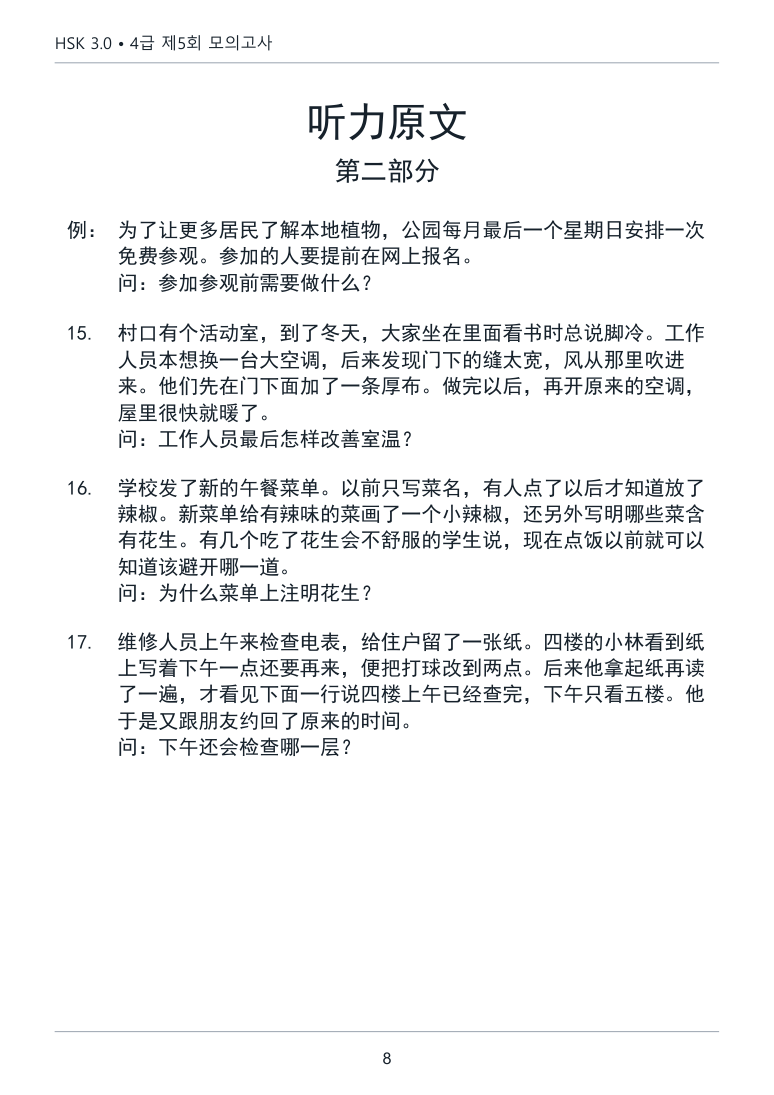 HSK 3.0 • 4급 제5회 모의고사
听力原文
第二部分
例： 为了让更多居民了解本地植物，公园每月最后一个星期日安排一次
免费参观。参加的人要提前在网上报名。
问：参加参观前需要做什么？
15. 村口有个活动室，到了冬天，大家坐在里面看书时总说脚冷。工作
人员本想换一台大空调，后来发现门下的缝太宽，风从那里吹进
来。他们先在门下面加了一条厚布。做完以后，再开原来的空调，
屋里很快就暖了。
问：工作人员最后怎样改善室温？
16. 学校发了新的午餐菜单。以前只写菜名，有人点了以后才知道放了
辣椒。新菜单给有辣味的菜画了一个小辣椒，还另外写明哪些菜含
有花生。有几个吃了花生会不舒服的学生说，现在点饭以前就可以
知道该避开哪一道。
问：为什么菜单上注明花生？
17. 维修人员上午来检查电表，给住户留了一张纸。四楼的小林看到纸
上写着下午一点还要再来，便把打球改到两点。后来他拿起纸再读
了一遍，才看见下面一行说四楼上午已经查完，下午只看五楼。他
于是又跟朋友约回了原来的时间。
问：下午还会检查哪一层？
8